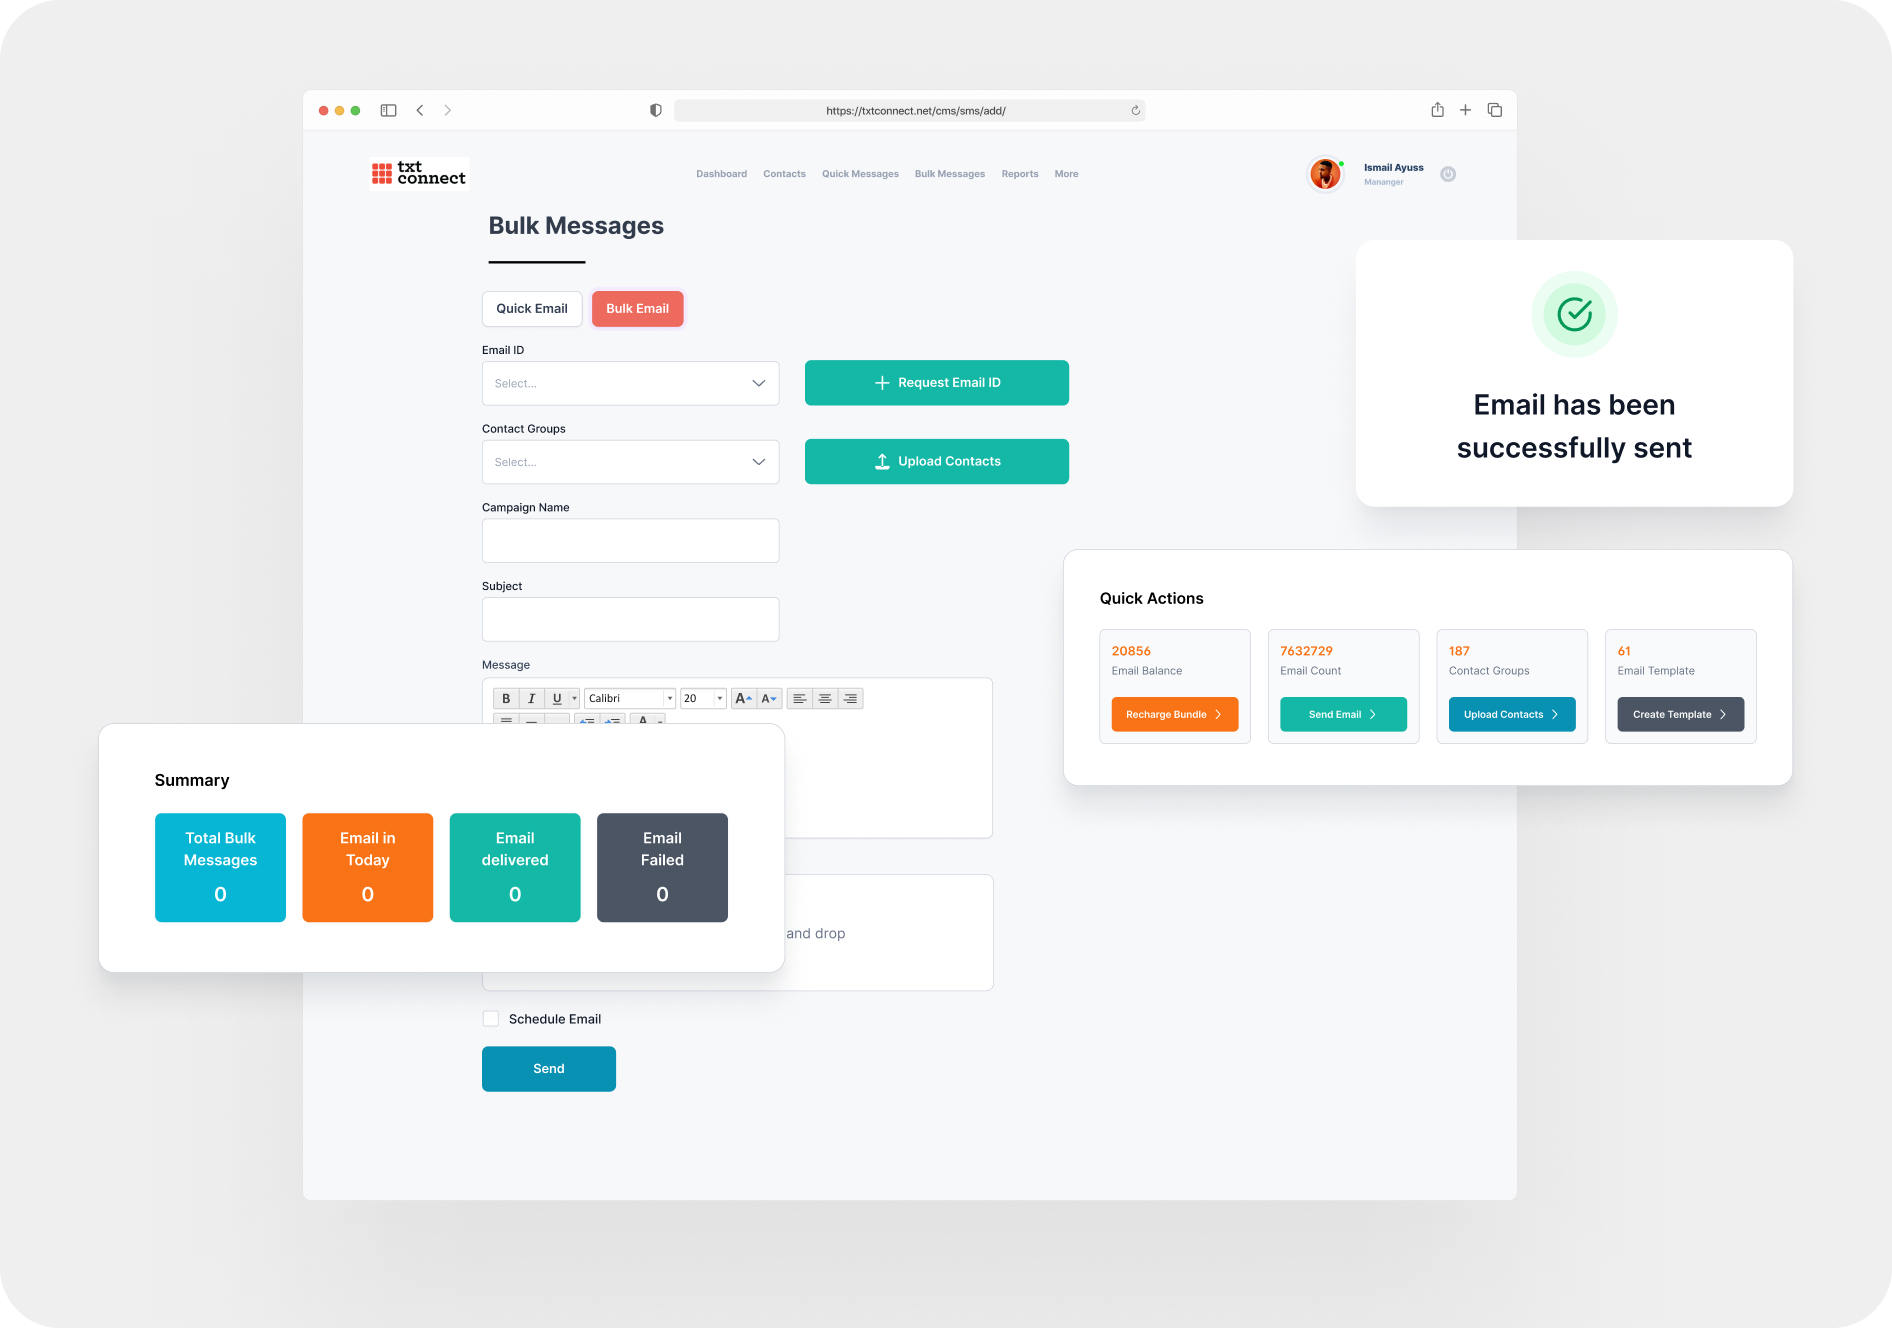 https://txtconnect.net/cms/sms/add/
txt
connect
Dashboard Contacts Quick Messages Bulk Messages Reports More
Ismail Ayuss
Mananger
Bulk Messages
Quick Email Bulk Email
Email ID
Select... Request Email ID
Contact Groups
Select... Upload Contacts
Campaign Name
Subject
Message
B I U Calibri 20 A A
A
and drop
Schedule Email
Send
Email has been
successfully sent
Quick Actions
20856 7632729 187 61
Email Balance Email Count Contact Groups Email Template
Recharge Bundle Send Email Upload Contacts Create Template
Summary
Total Bulk
Messages
0
Email in
Today
0
Email
delivered
0
Email
Failed
0